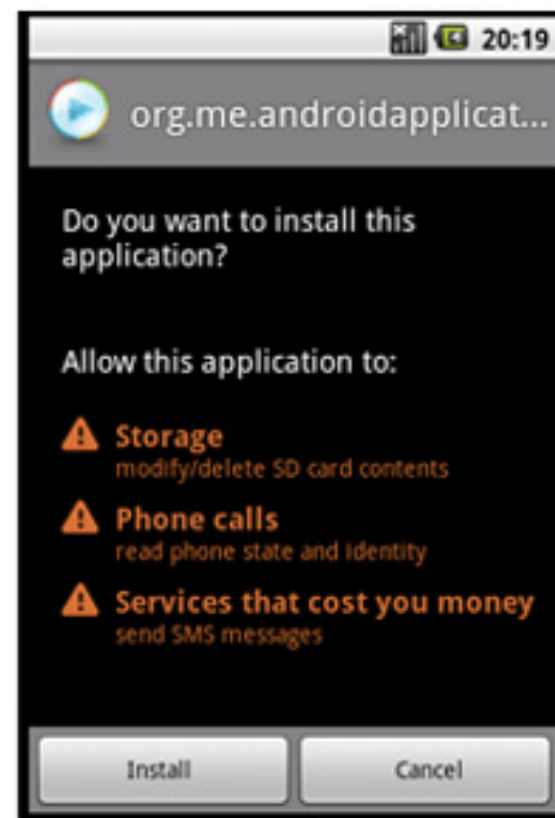 20:19
org.me.androidapplicat...
Do you want to install this
application?
Allow this application to:
Storage
modify/delete SD card contents
Phone calls
read phone state and identity
Services that cost you money
send SMS messages
Install Cancel